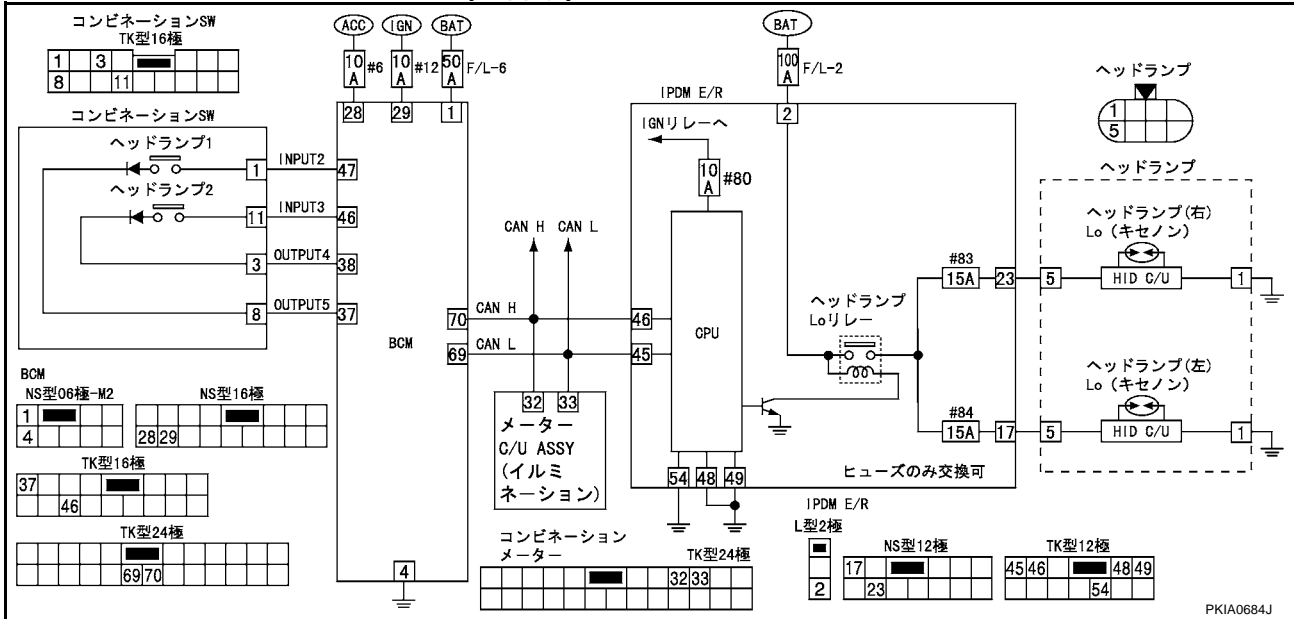 コンビネーションSW
TK型16極
1 3
8 11
コンビネーションSW
ヘッドランプ1
1 INPUT2 47
ヘッドランプ2
11 INPUT3 46
3 OUTPUT4 38
8 OUTPUT5 37
ACC IGN BAT
10A #6
10A #12
50A F/L-6
28 29 1
BCM
70 CAN H 46
69 CAN L 45
4
CAN H CAN L
32 33
メーター
C/U ASSY
(イルミ
ネーション)
BCM
NS型06極-M2
1
4
NS型16極
28 29
TK型16極
37
46
TK型24極
69 70
コンビネーション
メーター
TK型24極
32 33
BAT
100A F/L-2
IPDM E/R
2
IGNリレーへ
10A #80
CPU
ヘッドランプ
Loリレー
#83
15A 23
#84
15A 17
54 48 49
ヒューズのみ交換可
IPDM E/R
L型2極
2
NS型12極
17
23
TK型12極
45 46 48 49
54
ヘッドランプ
1
5
ヘッドランプ
ヘッドランプ(右)
Lo (キセノン)
5 HID C/U 1
ヘッドランプ(左)
Lo (キセノン)
5 HID C/U 1
PKIA0684J